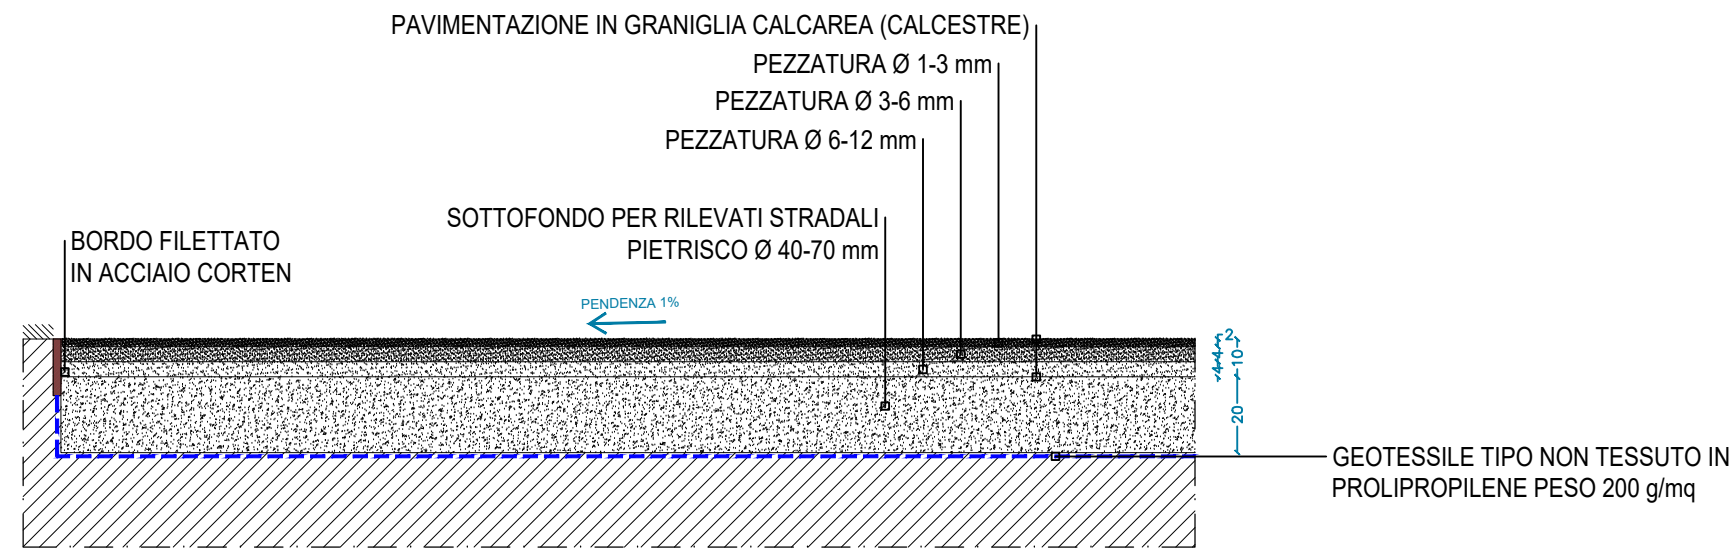 PAVIMENTAZIONE IN GRANIGLIA CALCAREA (CALCESTRE)
PEZZATURA Ø 1-3 mm
PEZZATURA Ø 3-6 mm
PEZZATURA Ø 6-12 mm
SOTTOFONDO PER RILEVATI STRADALI
PIETRISCO Ø 40-70 mm
BORDO FILETTATO
IN ACCIAIO CORTEN
PENDENZA 1%
2
4
4
10
20
GEOTESSILE TIPO NON TESSUTO IN
PROLIPROPILENE PESO 200 g/mq